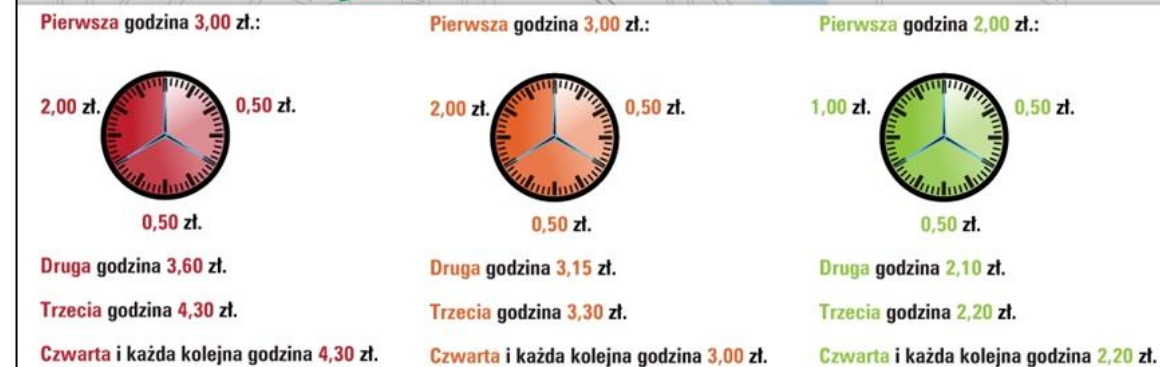 Pierwsza godzina 3,00 zł.:
2,00 zł.
0,50 zł.
0,50 zł.
Druga godzina 3,60 zł.
Trzecia godzina 4,30 zł.
Czwarta i każda kolejna godzina 4,30 zł.
Pierwsza godzina 3,00 zł.:
2,00 zł.
0,50 zł.
0,50 zł.
Druga godzina 3,15 zł.
Trzecia godzina 3,30 zł.
Czwarta i każda kolejna godzina 3,00 zł.
Pierwsza godzina 2,00 zł.:
1,00 zł.
0,50 zł.
0,50 zł.
Druga godzina 2,10 zł.
Trzecia godzina 2,20 zł.
Czwarta i każda kolejna godzina 2,20 zł.